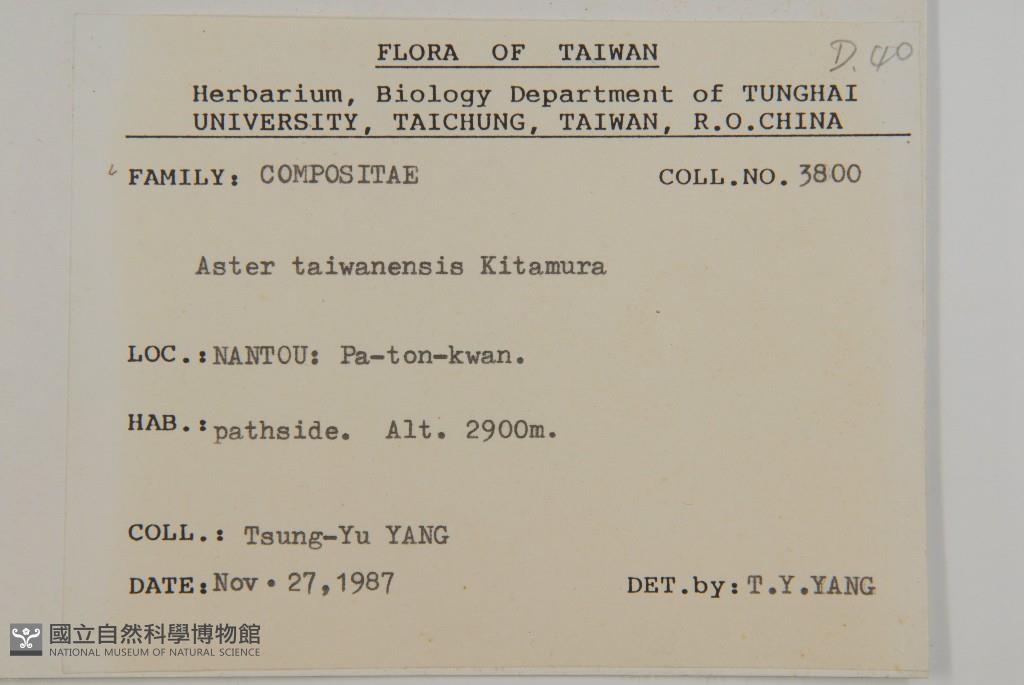 FLORA OF TAIWAN
D.40
Herbarium, Biology Department of TUNGHAI
UNIVERSITY, TAICHUNG, TAIWAN, R.O.CHINA
FAMILY: COMPOSITAE COLL.NO. 3800
Aster taiwanensis Kitamura
LOC.: NANTOU: Pa-ton-kwan.
HAB.: pathside. Alt. 2900m.
COLL.: Tsung-Yu YANG
DATE: Nov. 27,1987 DET.by: T.Y.YANG
國立自然科學博物館
NATIONAL MUSEUM OF NATURAL SCIENCE